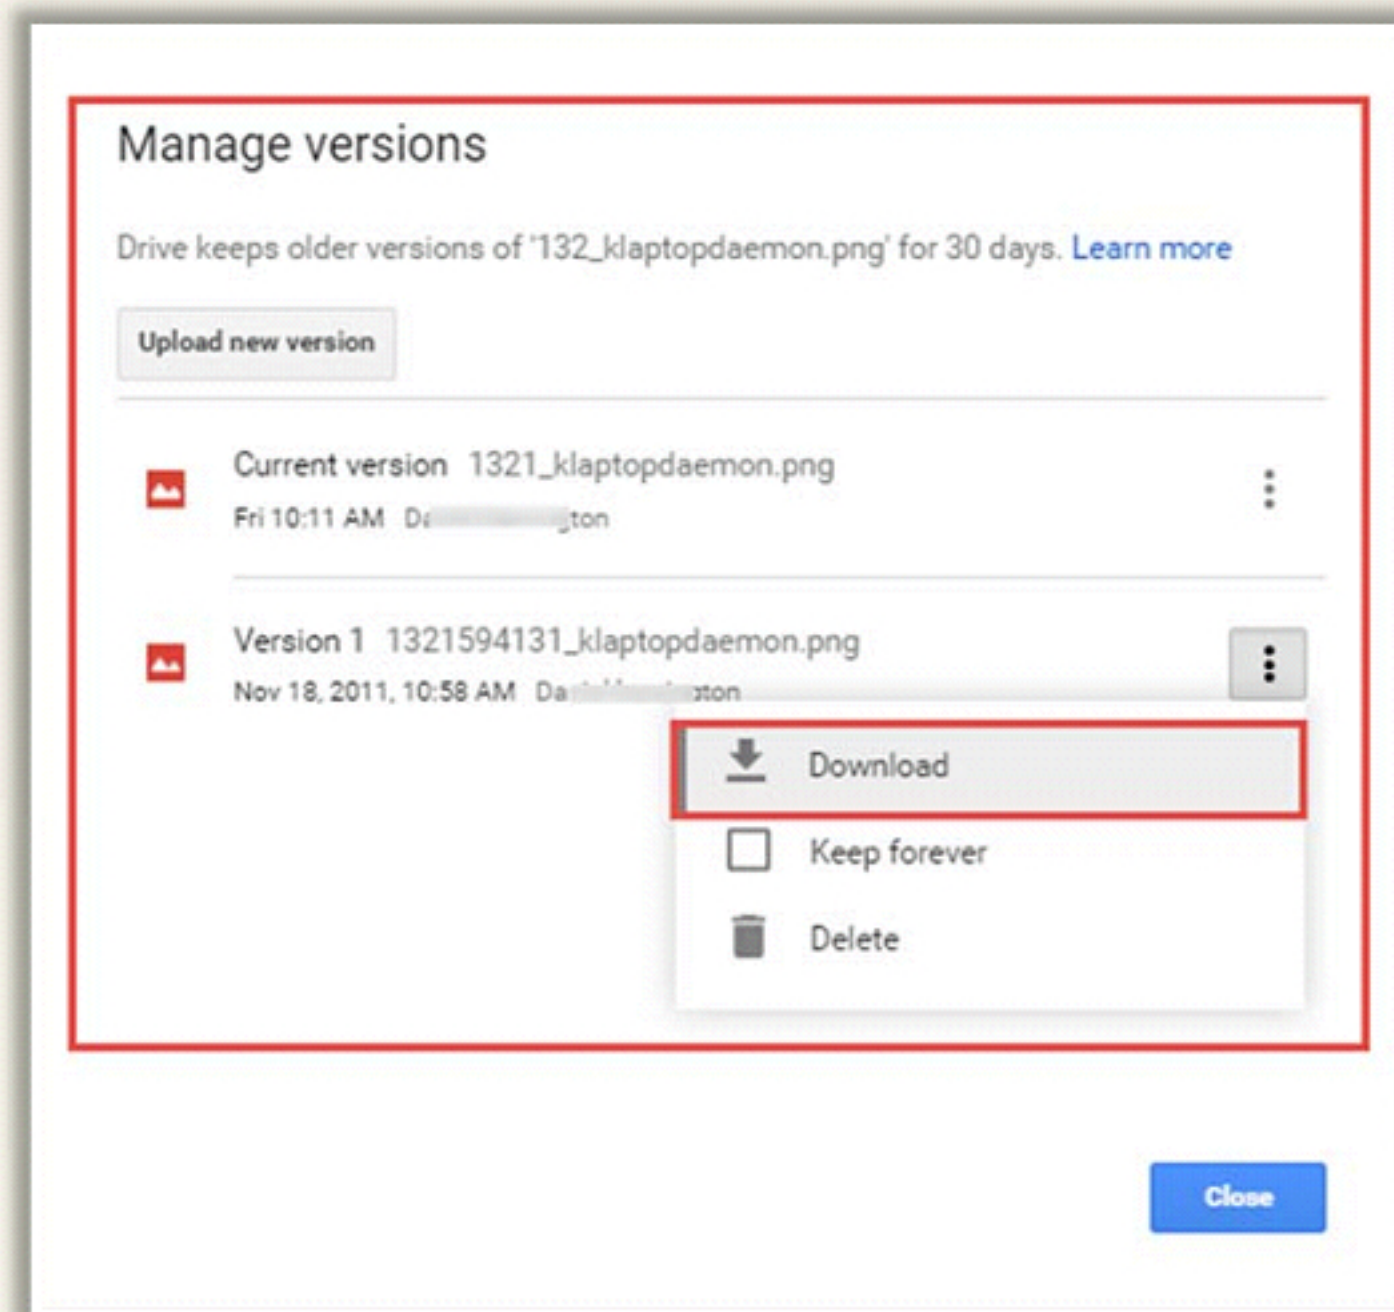 Manage versions
Drive keeps older versions of '132_klaptopdaemon.png' for 30 days. Learn more
Upload new version
Current version 1321_klaptopdaemon.png
Fri 10:11 AM
Version 1 1321594131_klaptopdaemon.png
Nov 18, 2011, 10:58 AM
Download
Keep forever
Delete
Close